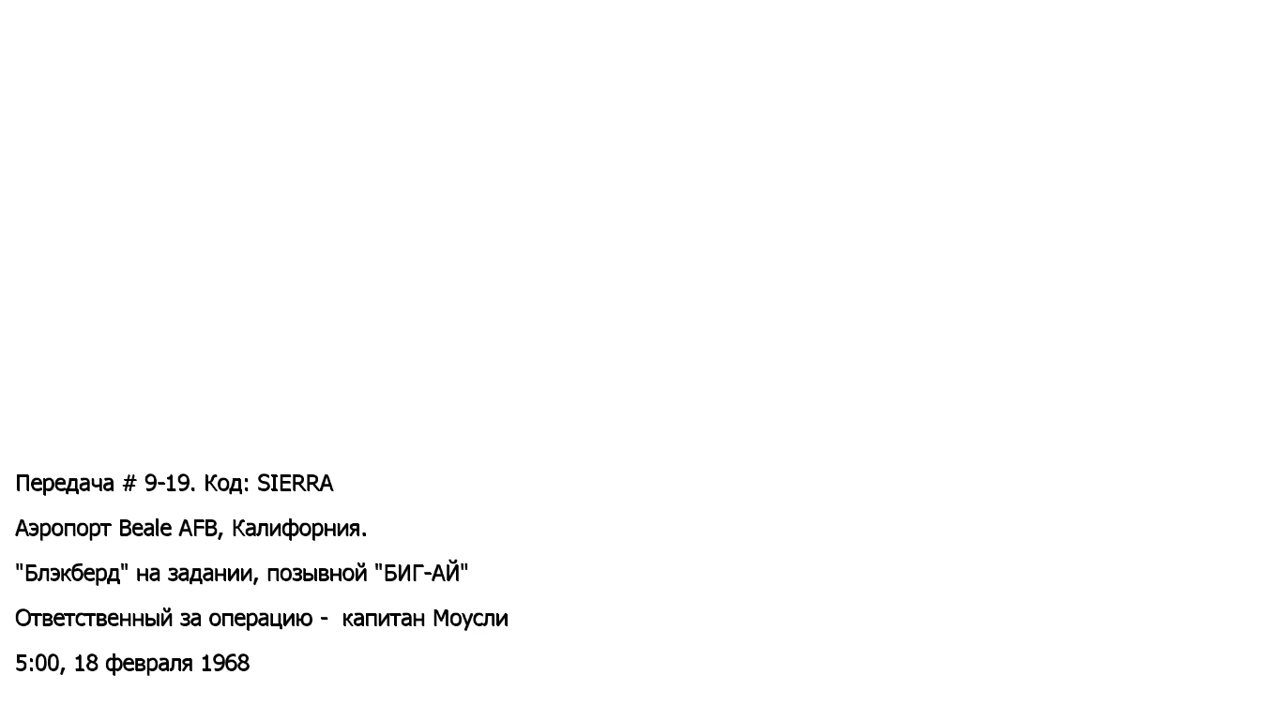 Передача # 9-19. Код: SIERRA
Аэропорт Beale AFB, Калифорния.
"Блэкберд" на задании, позывной "БИГ-АЙ"
Ответственный за операцию -  капитан Моусли
5:00, 18 февраля 1968